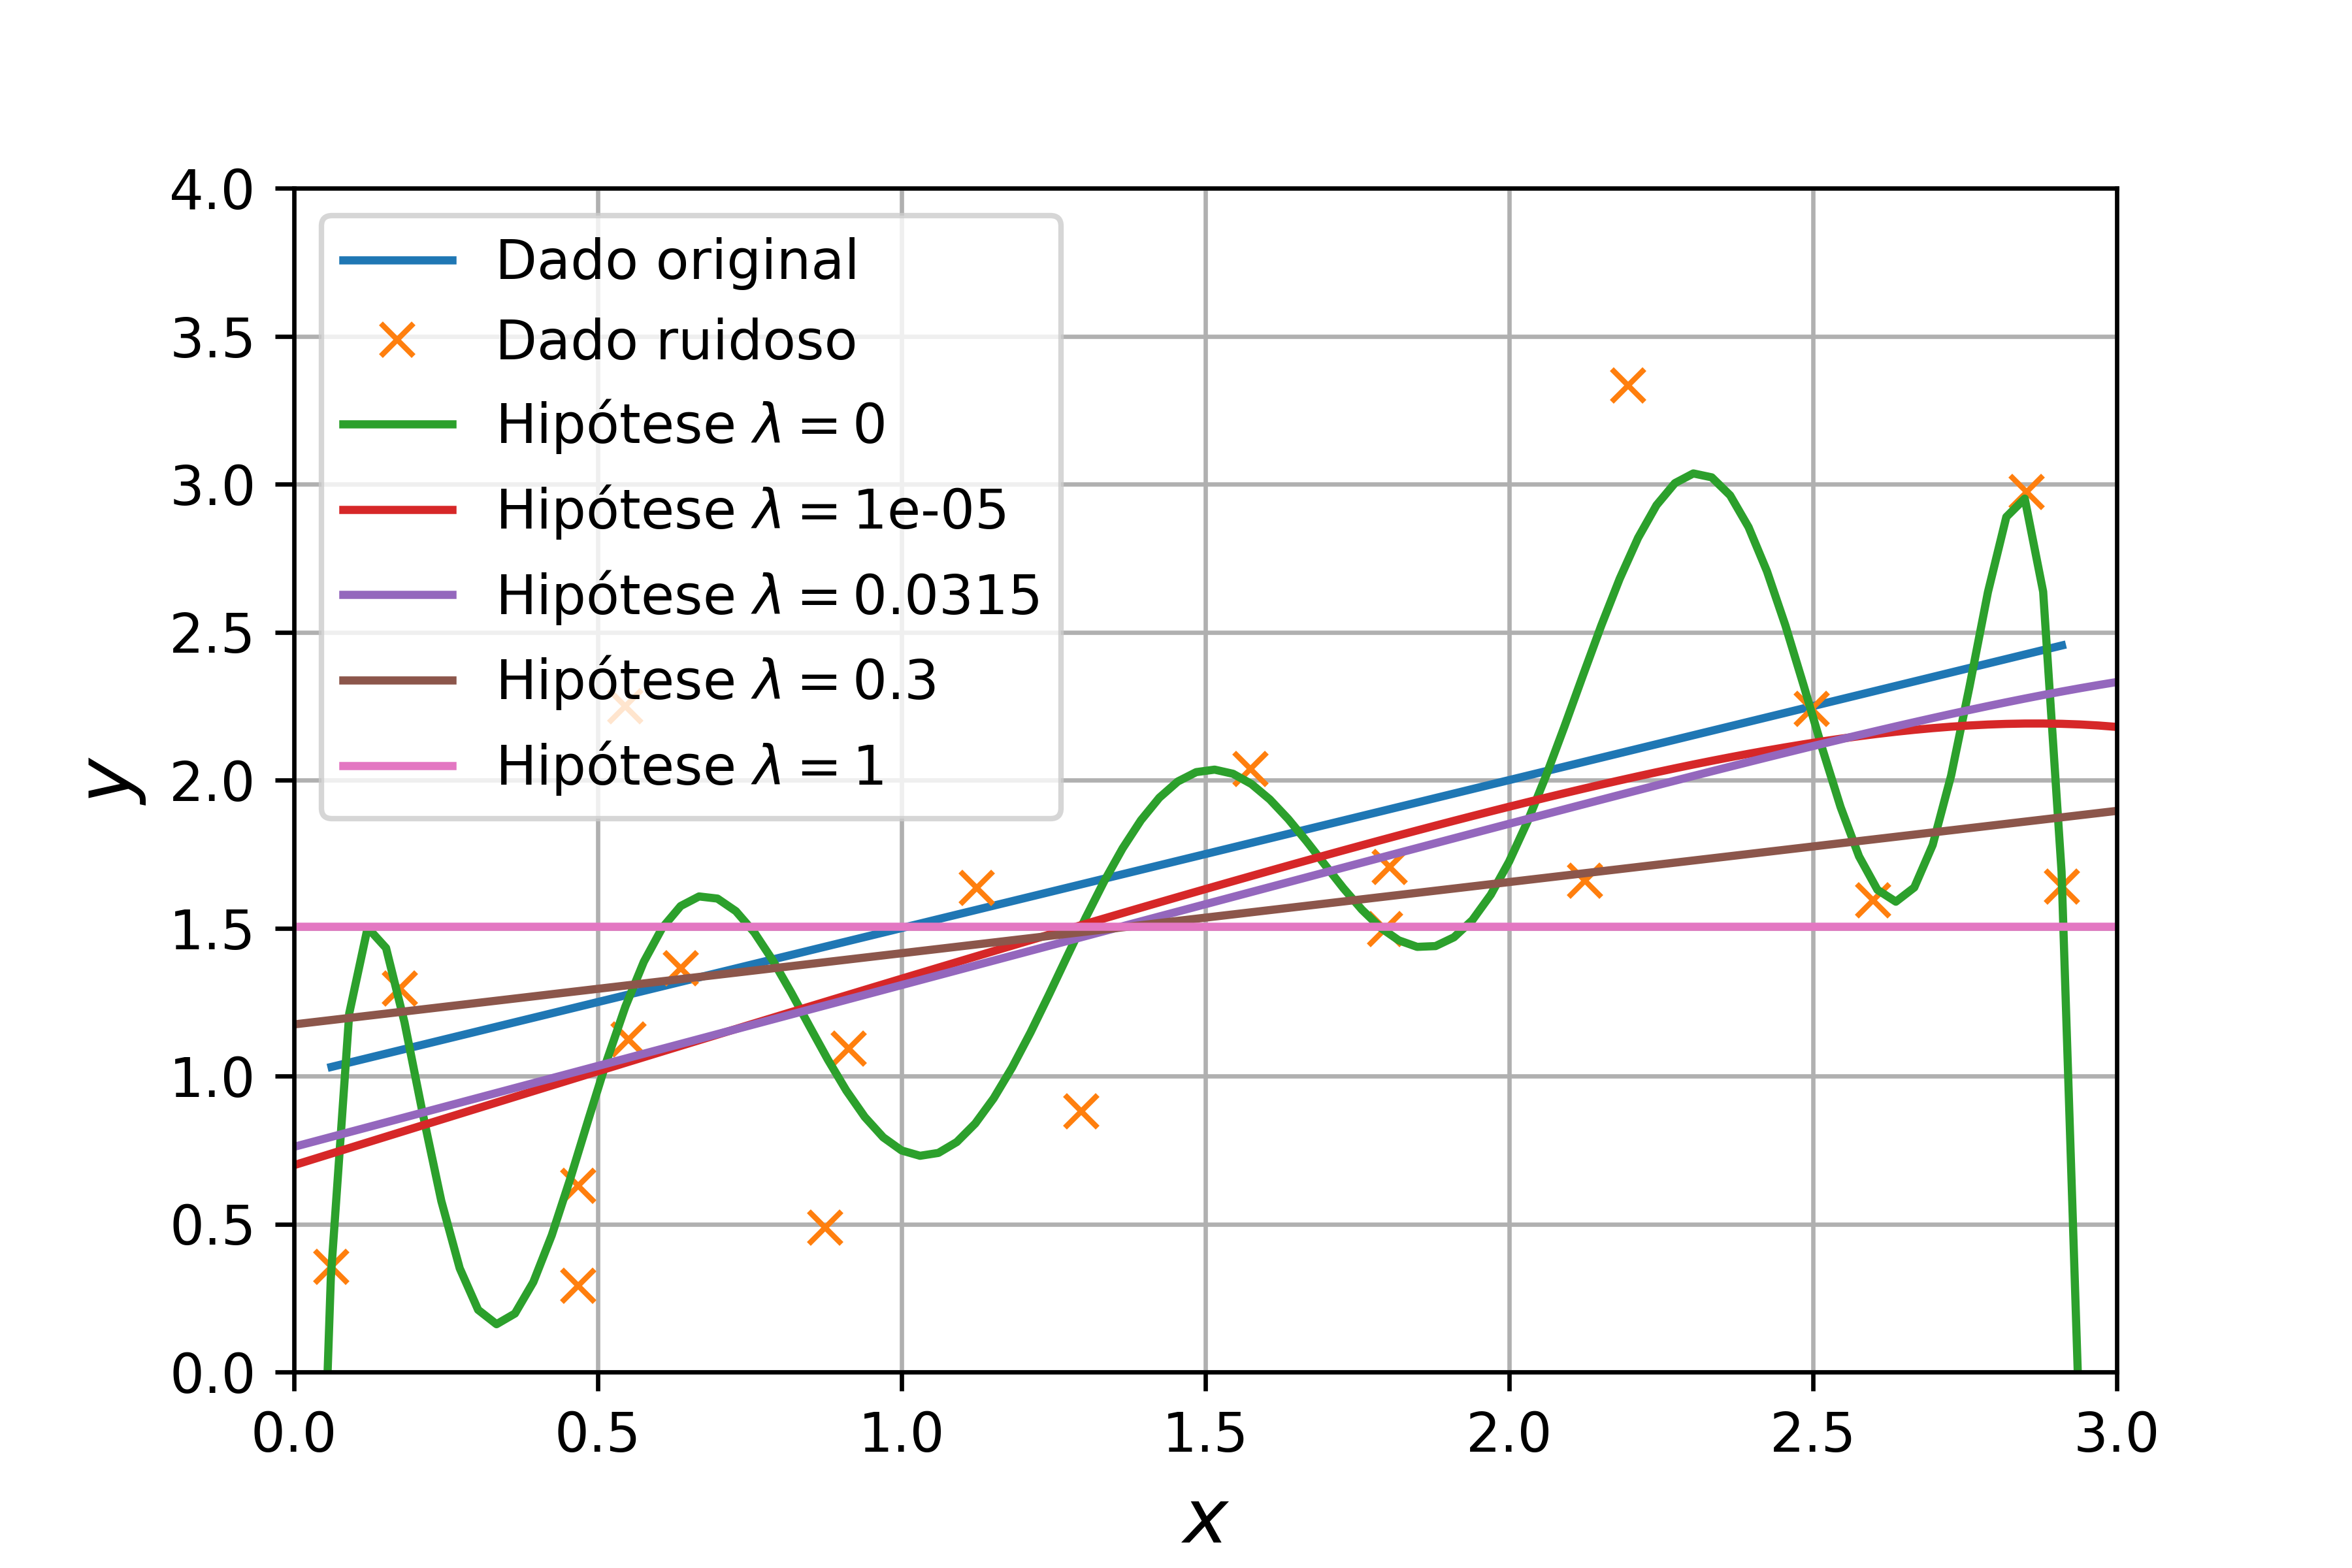 4.0
3.5
3.0
2.5
2.0
1.5
1.0
0.5
0.0
y
Dado original
Dado ruidoso
Hipótese λ = 0
Hipótese λ = 1e-05
Hipótese λ = 0.0315
Hipótese λ = 0.3
Hipótese λ = 1
0.0 0.5 1.0 1.5 2.0 2.5 3.0
x